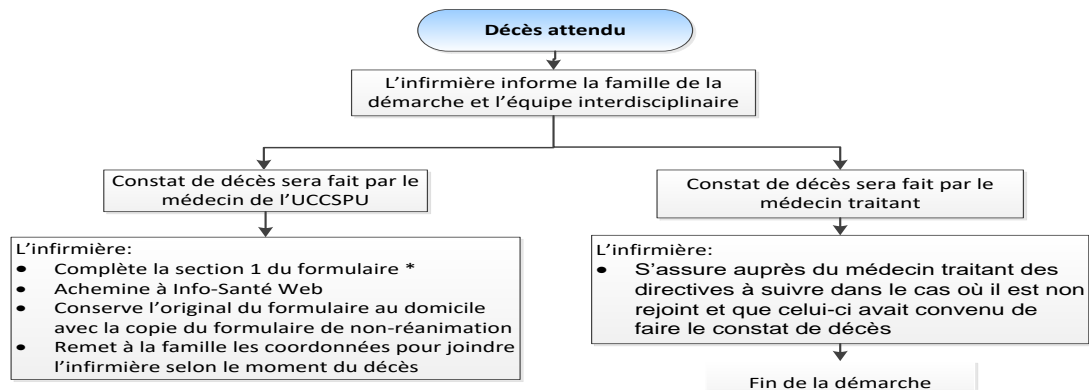 Décès attendu
L'infirmière informe la famille de la
démarche et l'équipe interdisciplinaire
Constat de décès sera fait par le
médecin de l'UCCSPU
Constat de décès sera fait par le
médecin traitant
L'infirmière:
• Complète la section 1 du formulaire *
• Achemine à Info-Santé Web
• Conserve l'original du formulaire au domicile
avec la copie du formulaire de non-réanimation
• Remet à la famille les coordonnées pour joindre
l'infirmière selon le moment du décès
L'infirmière:
• S'assure auprès du médecin traitant des
directives à suivre dans le cas où il est non
rejoint et que celui-ci avait convenu de
faire le constat de décès
Fin de la démarche